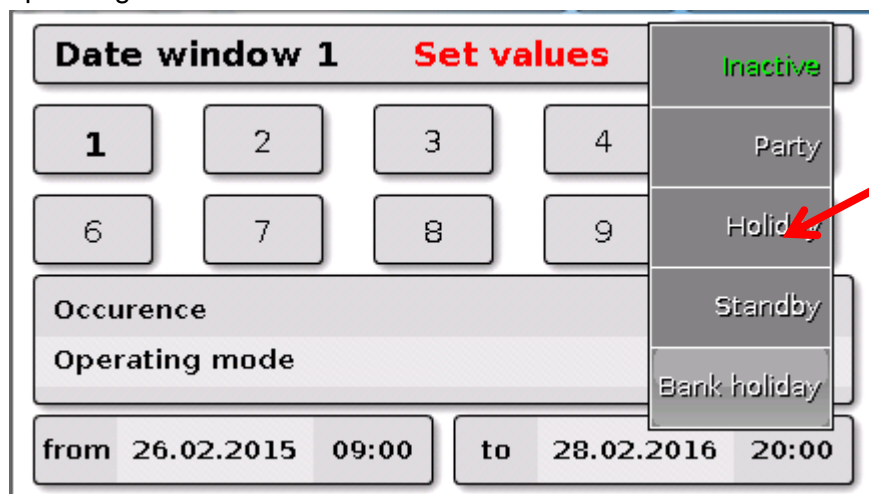 Date window 1 Set values
Inactive
1 2 3 4
Party
6 7 8 9
Holiday
Occurence
Standby
Operating mode
Bank holiday
from 26.02.2015 09:00 to 28.02.2016 20:00